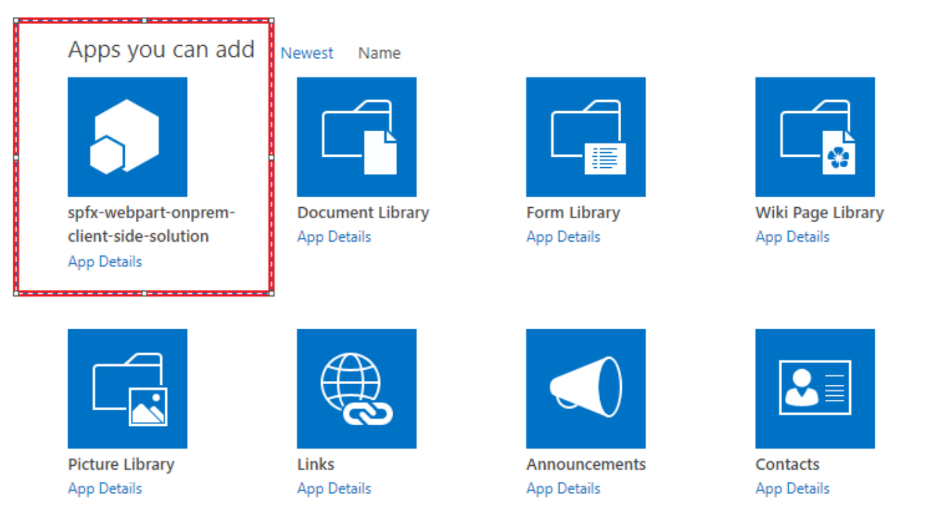 Apps you can add Newest Name
spfx-webpart-onprem-
client-side-solution
App Details
Document Library
App Details
Form Library
App Details
Wiki Page Library
App Details
Picture Library
App Details
Links
App Details
Announcements
App Details
Contacts
App Details